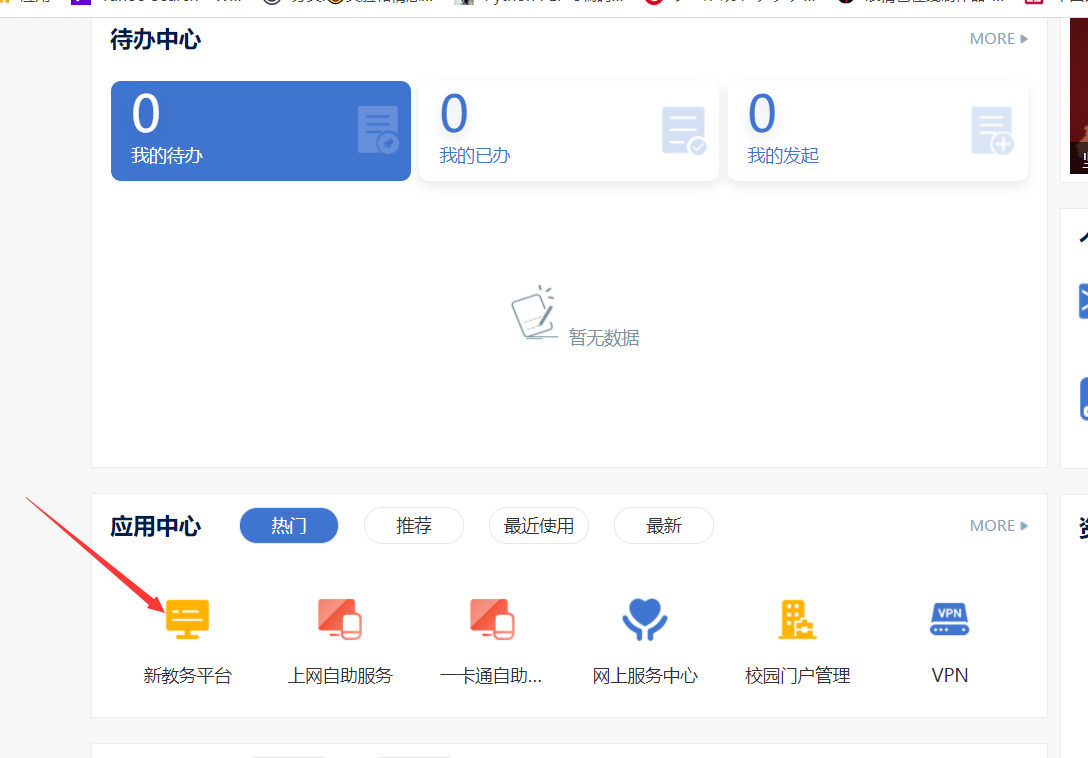 待办中心
MORE
0
我的待办
0
我的已办
0
我的发起
暂无数据
应用中心
热门
推荐
最近使用
最新
MORE
新教务平台
上网自助服务
一卡通自助...
网上服务中心
校园门户管理
VPN
VPN